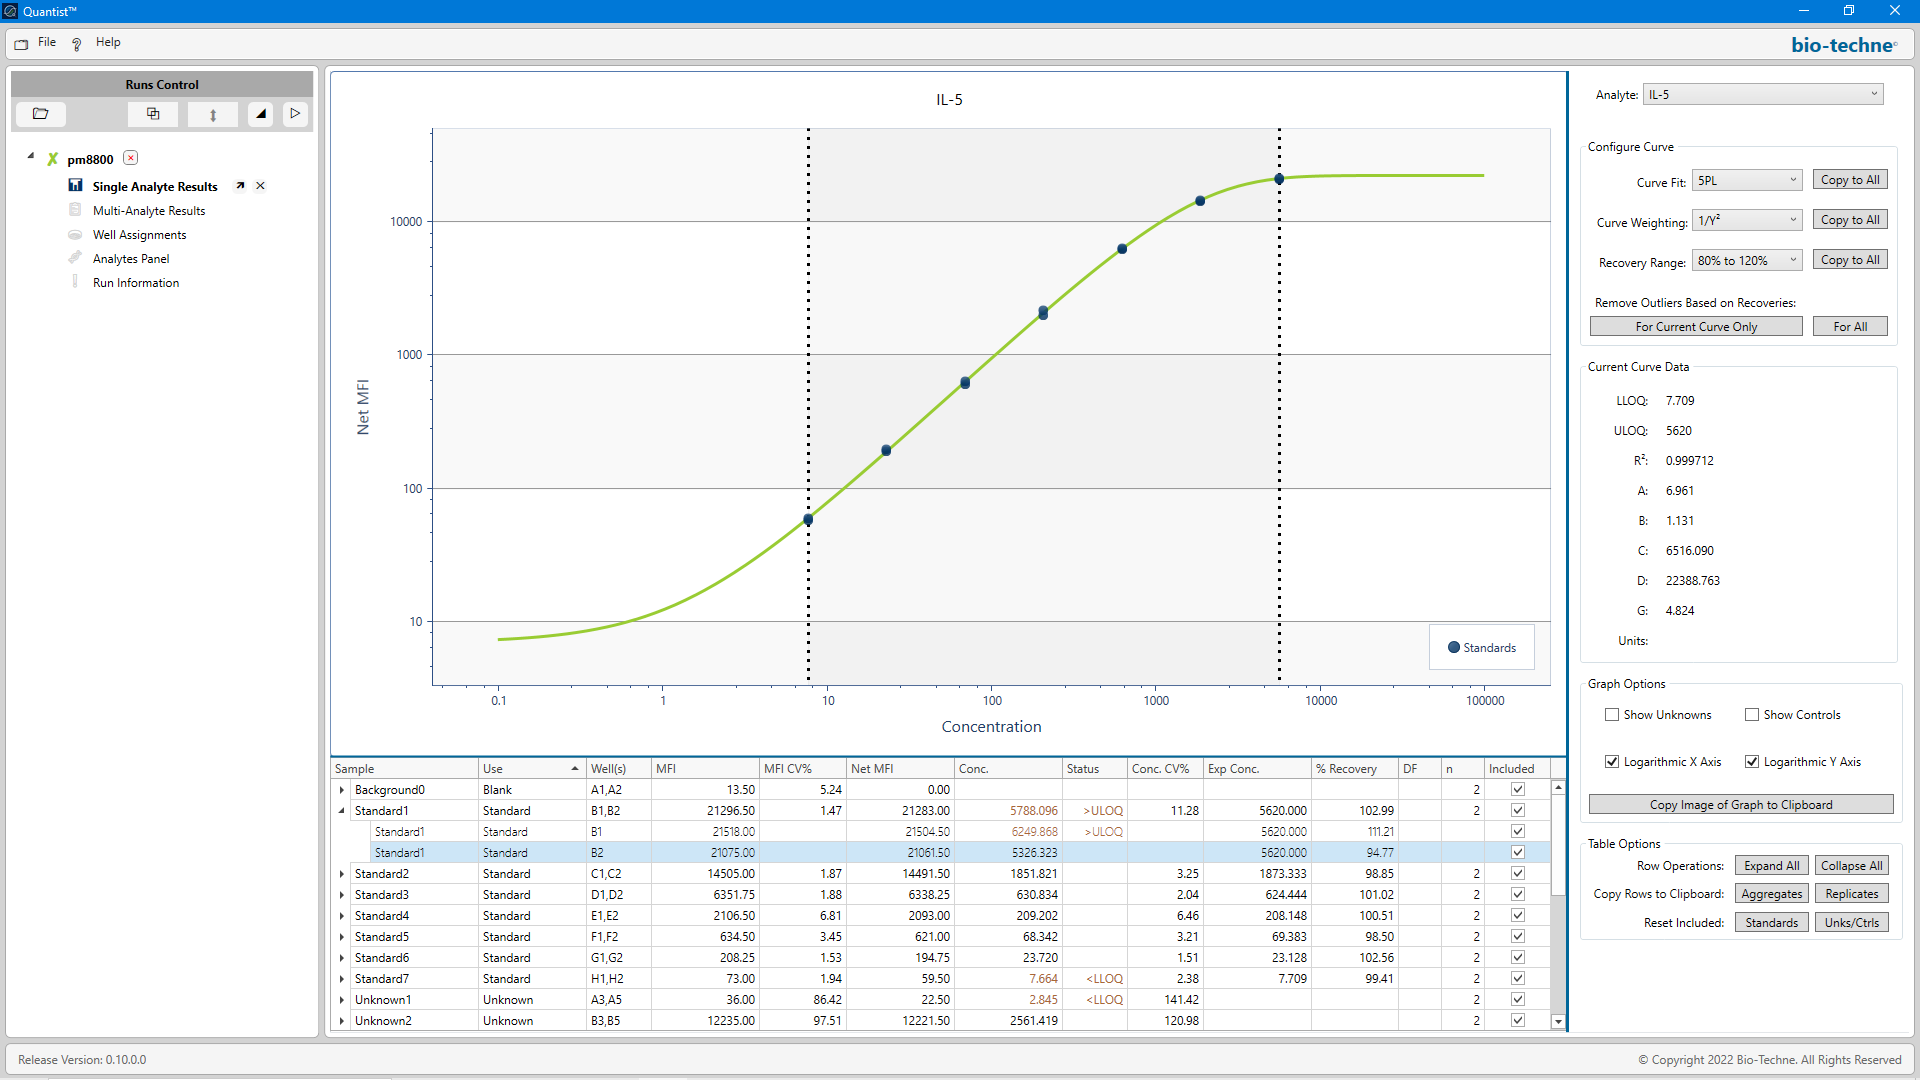 Quantist™
File Help
bio-techne
Runs Control
pm8800
Single Analyte Results
Multi-Analyte Results
Well Assignments
Analytes Panel
Run Information
IL-5
Net MFI
10000
1000
100
10
0.1 1 10 100 1000 10000 100000
Concentration
Standards
Sample Use Well(s) MFI MFI CV% Net MFI Conc. Status Conc. CV% Exp Conc. % Recovery DF n Included
Background0 Blank A1,A2 13.50 5.24 0.00 2
Standard1 Standard B1,B2 21296.50 1.47 21283.00 5788.096 >ULOQ 11.28 5620.000 102.99 2
Standard1 Standard B1 21518.00 21504.50 6249.868 >ULOQ 5620.000 111.21
Standard1 Standard B2 21075.00 21061.50 5326.323 5620.000 94.77
Standard2 Standard C1,C2 14505.00 1.87 14491.50 1851.821 3.25 1873.333 98.85 2
Standard3 Standard D1,D2 6351.75 1.88 6338.25 630.834 2.04 624.444 101.02 2
Standard4 Standard E1,E2 2106.50 6.81 2093.00 209.202 6.46 208.148 100.51 2
Standard5 Standard F1,F2 634.50 3.45 621.00 68.342 3.21 69.383 98.50 2
Standard6 Standard G1,G2 208.25 1.53 194.75 23.720 1.51 23.128 102.56 2
Standard7 Standard H1,H2 73.00 1.94 59.50 7.664 <LLOQ 2.38 7.709 99.41 2
Unknown1 Unknown A3,A5 36.00 86.42 22.50 2.845 <LLOQ 141.42 2
Unknown2 Unknown B3,B5 12235.00 97.51 12221.50 2561.419 120.98 2
Analyte: IL-5
Configure Curve
Curve Fit: 5PL Copy to All
Curve Weighting: 1/Y² Copy to All
Recovery Range: 80% to 120% Copy to All
Remove Outliers Based on Recoveries:
For Current Curve Only For All
Current Curve Data
LLOQ: 7.709
ULOQ: 5620
R²: 0.999712
A: 6.961
B: 1.131
C: 6516.090
D: 22388.763
G: 4.824
Units:
Graph Options
Show Unknowns Show Controls
Logarithmic X Axis Logarithmic Y Axis
Copy Image of Graph to Clipboard
Table Options
Row Operations: Expand All Collapse All
Copy Rows to Clipboard: Aggregates Replicates
Reset Included: Standards Unks/Ctrls
Release Version: 0.10.0.0
© Copyright 2022 Bio-Techne. All Rights Reserved